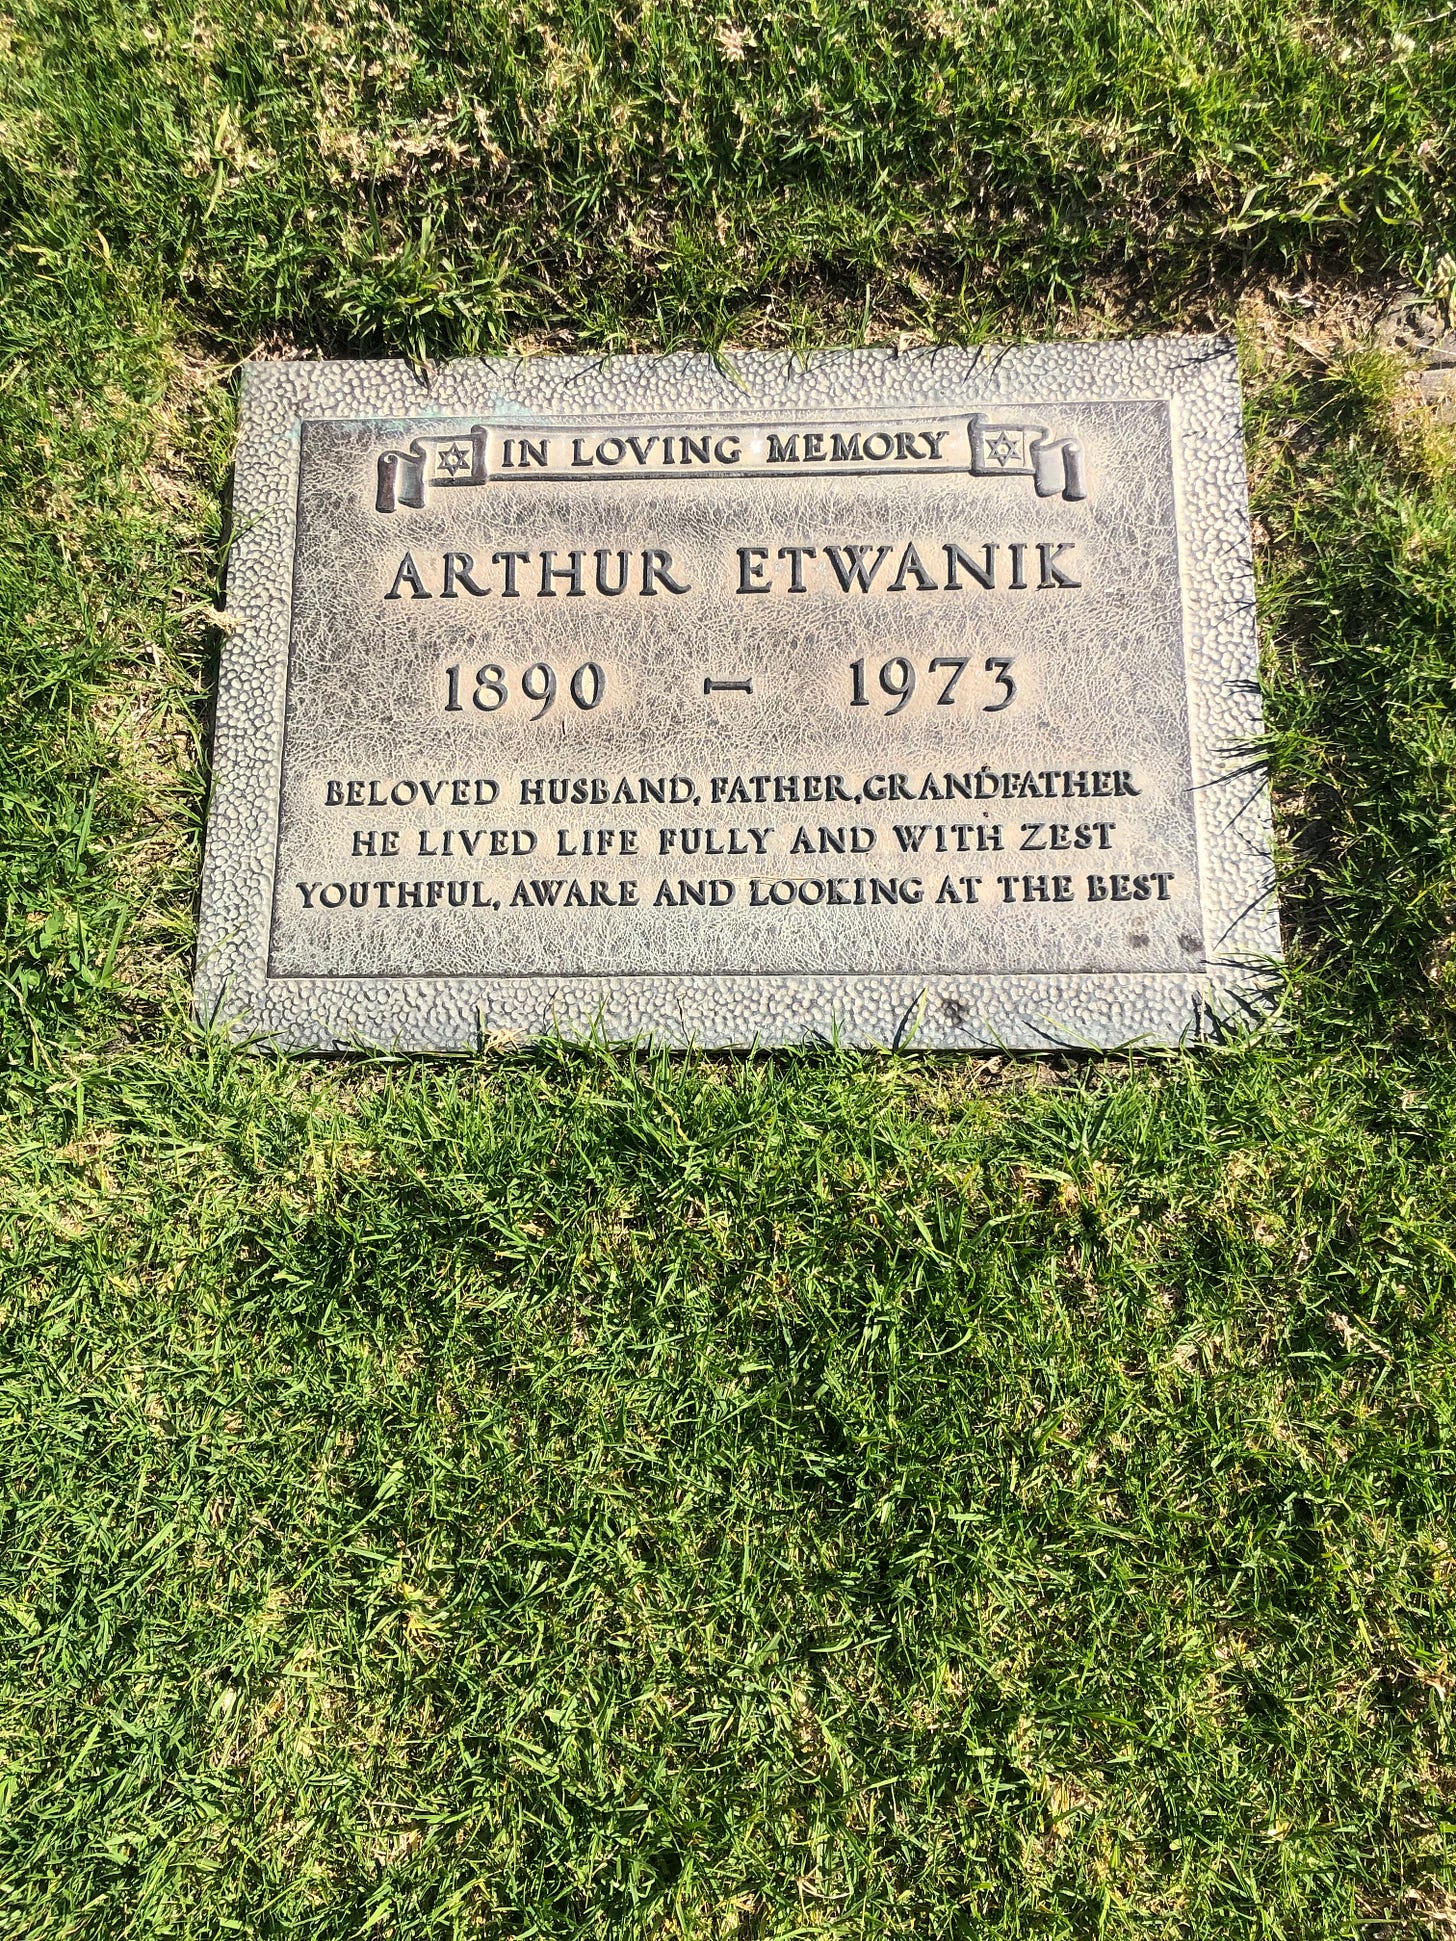 IN LOVING MEMORY
ARTHUR ETWANIK
1890 – 1973
BELOVED HUSBAND, FATHER, GRANDFATHER
HE LIVED LIFE FULLY AND WITH ZEST
YOUTHFUL, AWARE AND LOOKING AT THE BEST